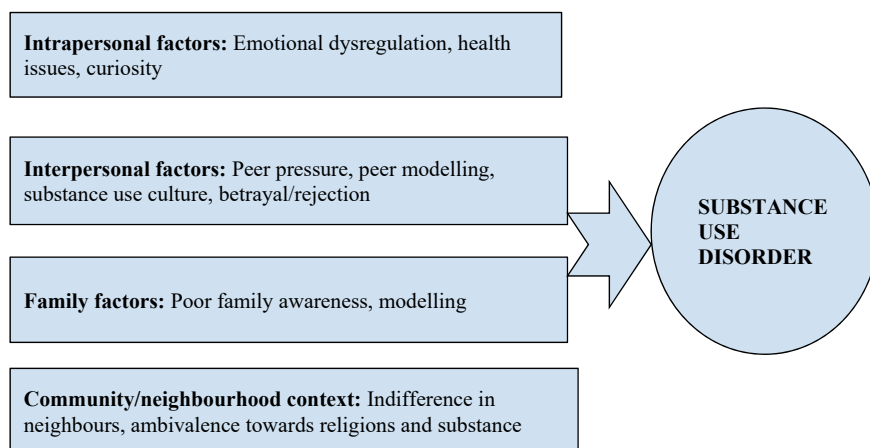 Intrapersonal factors: Emotional dysregulation, health
issues, curiosity
Interpersonal factors: Peer pressure, peer modelling,
substance use culture, betrayal/rejection
Family factors: Poor family awareness, modelling
Community/neighbourhood context: Indifference in
neighbours, ambivalence towards religions and substance
SUBSTANCE
USE
DISORDER